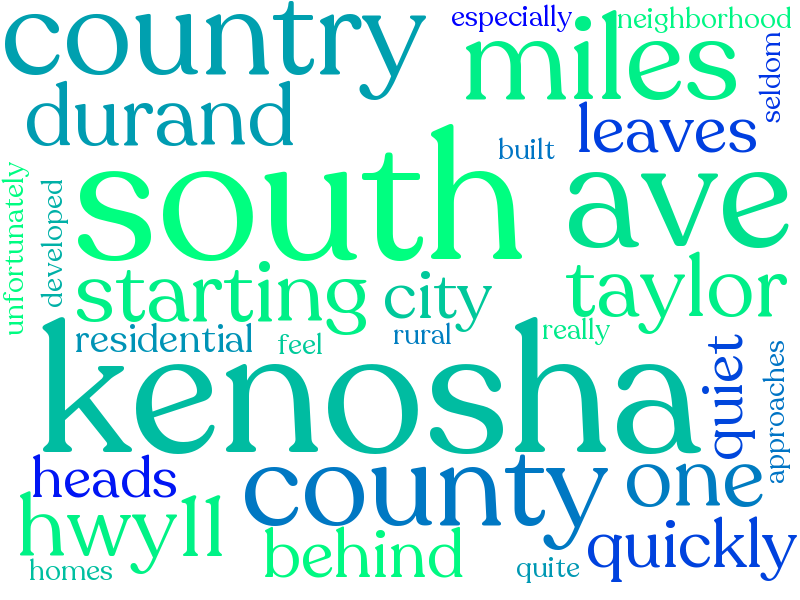 country
especially
neighborhood
miles
seldom
durand
leaves
built
south
ave
unfortunately
developed
starting
city
taylor
residential
feel
rural
really
kenosha
quiet
approaches
heads
county
one
hwyll
behind
quickly
homes
quite